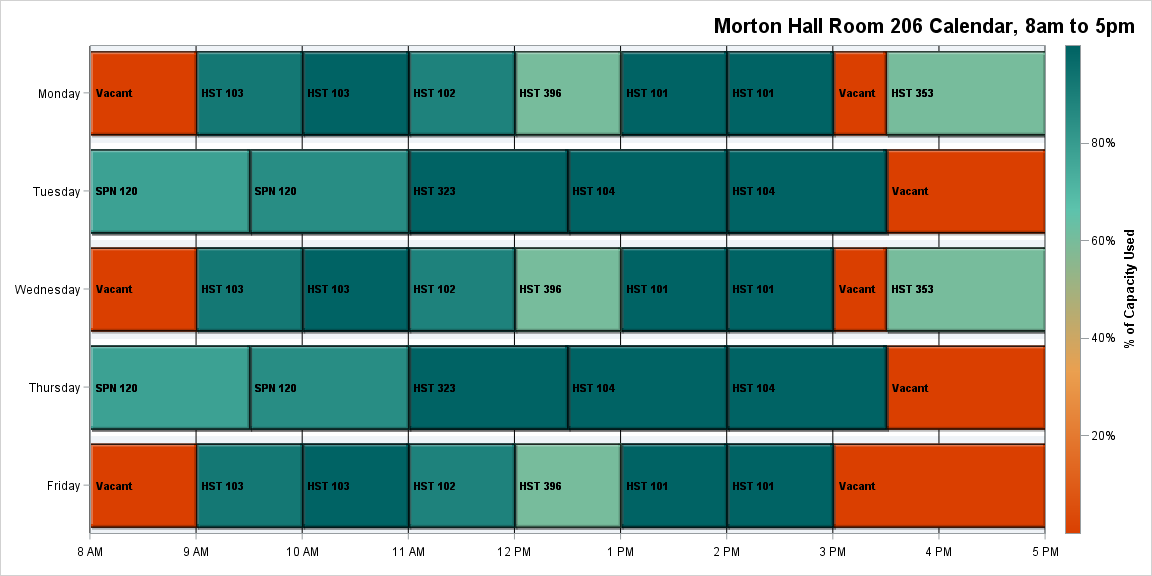 Morton Hall Room 206 Calendar, 8am to 5pm
Monday Vacant HST 103 HST 103 HST 102 HST 396 HST 101 HST 101 Vacant HST 353
Tuesday SPN 120 SPN 120 HST 323 HST 104 HST 104 Vacant
Wednesday Vacant HST 103 HST 103 HST 102 HST 396 HST 101 HST 101 Vacant HST 353
Thursday SPN 120 SPN 120 HST 323 HST 104 HST 104 Vacant
Friday Vacant HST 103 HST 103 HST 102 HST 396 HST 101 HST 101 Vacant
8 AM 9 AM 10 AM 11 AM 12 PM 1 PM 2 PM 3 PM 4 PM 5 PM
80%
60%
40%
20%
% of Capacity Used